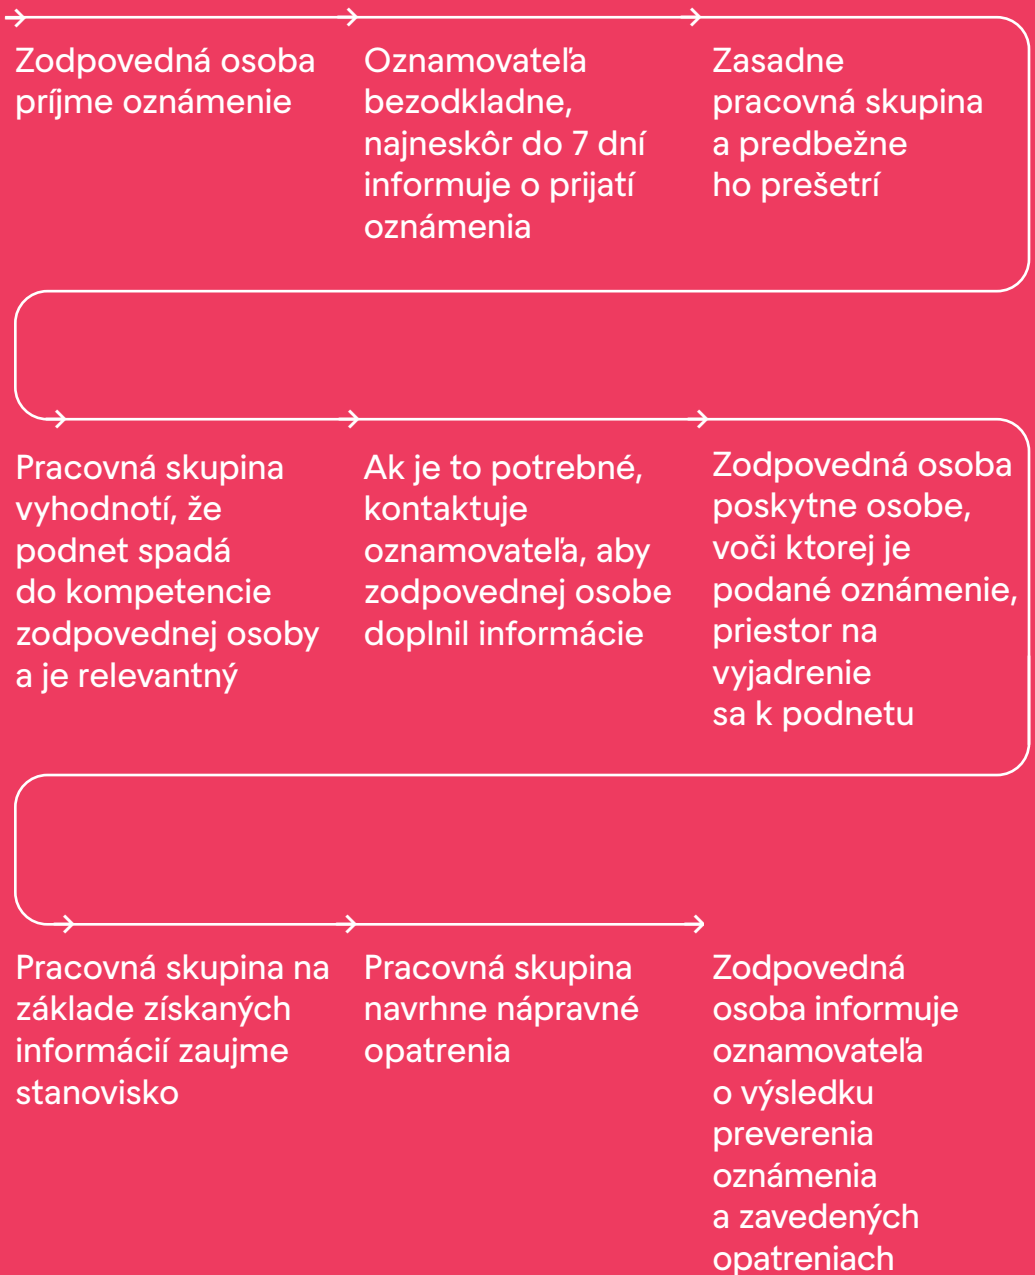 Zodpovedná osoba
príjme oznámenie
Oznamovateľa
bezodkladne,
najneskôr do 7 dní
informuje o prijatí
oznámenia
Zasadne
pracovná skupina
a predbežne
ho prešetrí
Pracovná skupina
vyhodnotí, že
podnet spadá
do kompetencie
zodpovednej osoby
a je relevantný
Ak je to potrebné,
kontaktuje
oznamovateľa, aby
zodpovednej osobe
doplnil informácie
Zodpovedná osoba
poskytne osobe,
voči ktorej je
podané oznámenie,
priestor na
vyjadrenie
sa k podnetu
Pracovná skupina na
základe získaných
informácií zaujme
stanovisko
Pracovná skupina
navrhne nápravné
opatrenia
Zodpovedná
osoba informuje
oznamovateľa
o výsledku
preverenia
oznámenia
a zavedených
opatreniach